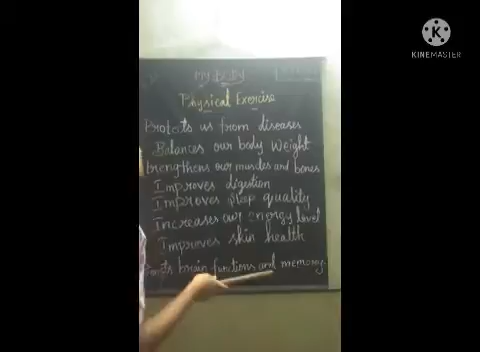 KINEMASTER
My Body
Physical Exercise
Protects us from diseases
Balances our body weight
Strengthens our muscles and bones
Improves digestion
Improves sleep quality
Increases our energy level
Improves skin health
brain functions and memory